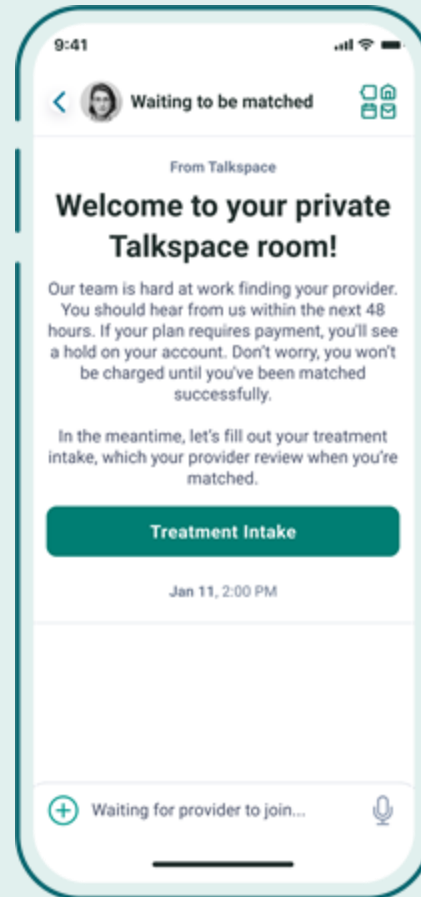 9:41
Waiting to be matched
From Talkspace
Welcome to your private
Talkspace room!
Our team is hard at work finding your provider.
You should hear from us within the next 48
hours. If your plan requires payment, you'll see
a hold on your account. Don't worry, you won't
be charged until you've been matched
successfully.
In the meantime, let's fill out your treatment
intake, which your provider review when you're
matched.
Treatment Intake
Jan 11, 2:00 PM
Waiting for provider to join...